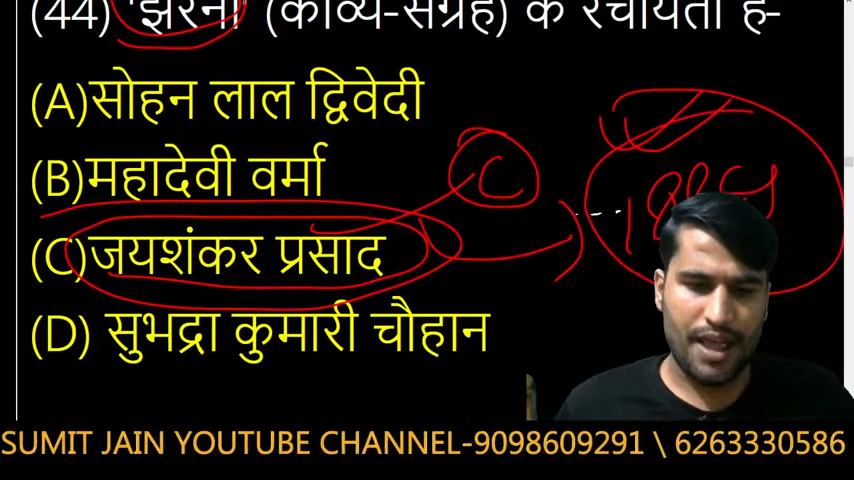 (44) 'झरना' (काव्य-संग्रह) के रचयिता है-
(A)सोहन लाल द्विवेदी
(B)महादेवी वर्मा
C
(C)जयशंकर प्रसाद
(D) सुभद्रा कुमारी चौहान
SUMIT JAIN YOUTUBE CHANNEL-9098609291 \ 6263330586